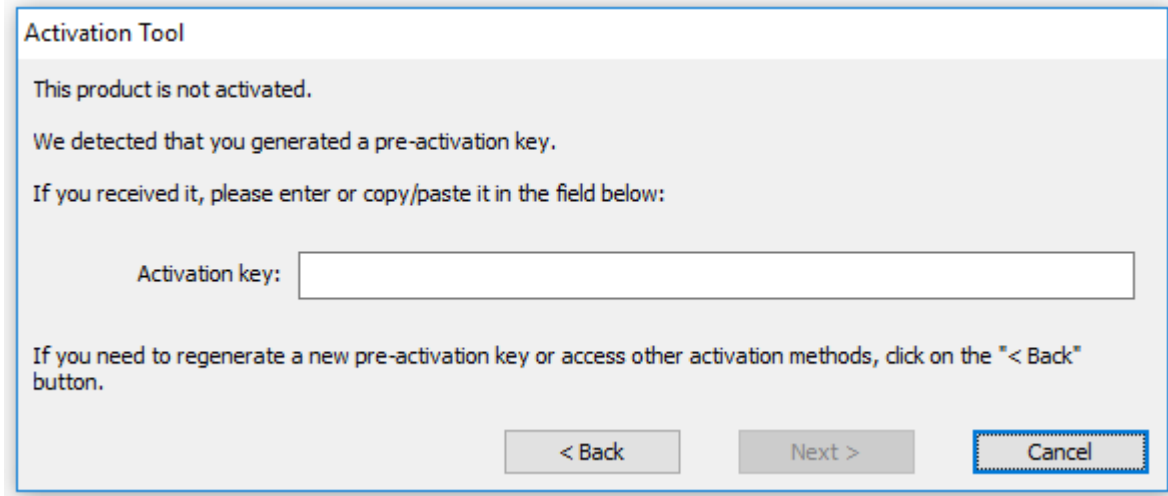 Activation Tool
This product is not activated.
We detected that you generated a pre-activation key.
If you received it, please enter or copy/paste it in the field below:
Activation key:
If you need to regenerate a new pre-activation key or access other activation methods, click on the "< Back"
button.
< Back Next > Cancel